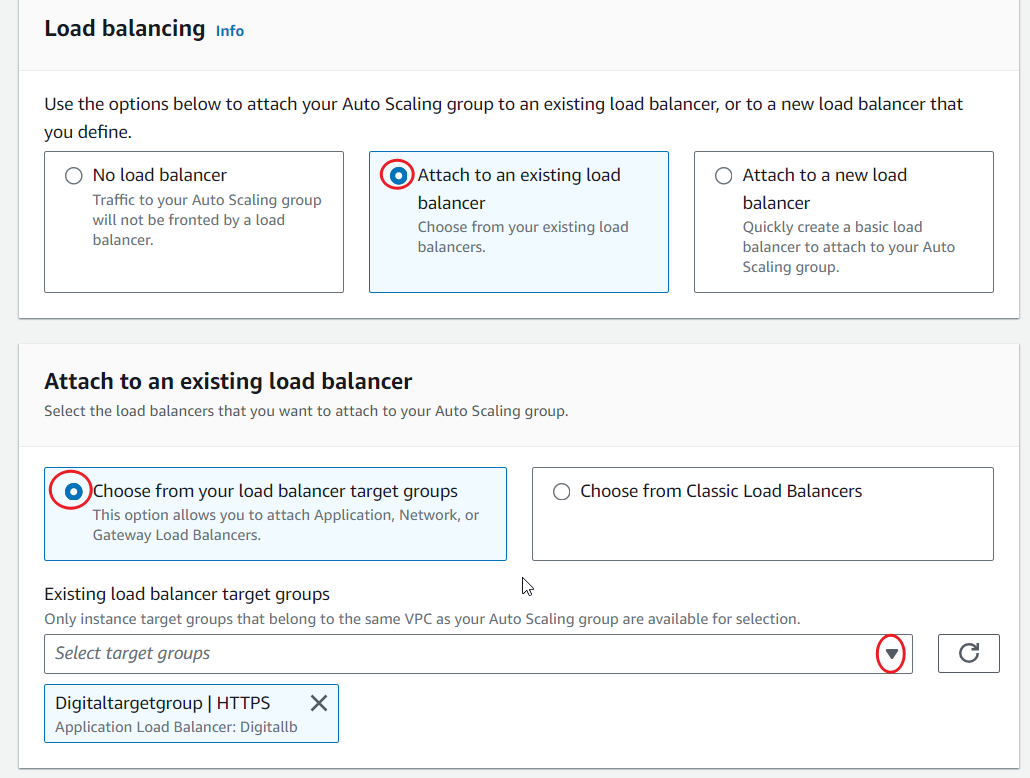 Load balancing Info
Use the options below to attach your Auto Scaling group to an existing load balancer, or to a new load balancer that
you define.
No load balancer
Traffic to your Auto Scaling group
will not be fronted by a load
balancer.
Attach to an existing load
balancer
Choose from your existing load
balancers.
Attach to a new load
balancer
Quickly create a basic load
balancer to attach to your Auto
Scaling group.
Attach to an existing load balancer
Select the load balancers that you want to attach to your Auto Scaling group.
Choose from your load balancer target groups
This option allows you to attach Application, Network, or
Gateway Load Balancers.
Choose from Classic Load Balancers
Existing load balancer target groups
Only instance target groups that belong to the same VPC as your Auto Scaling group are available for selection.
Select target groups
Digitaltargetgroup | HTTPS
Application Load Balancer: Digitallb